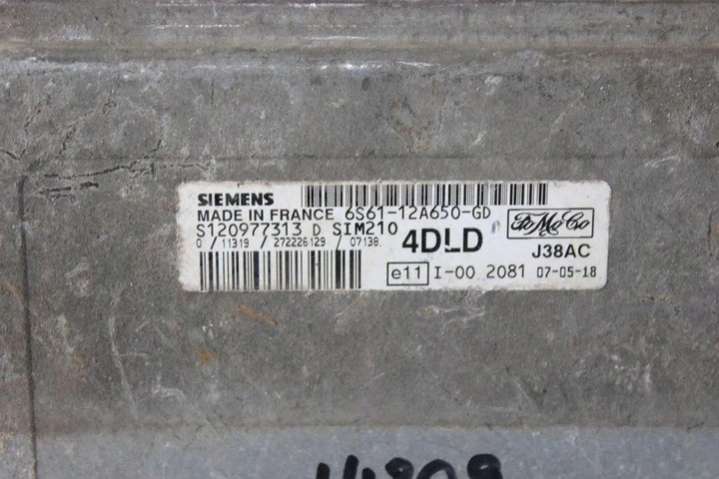 SIEMENS
MADE IN FRANCE 6S61-12A650-GD
S120977313 D SIM210
0 / 11319 / 272226129 / 07138
4DLD
FoMoCo
J38AC
e11 I-00 2081 07-05-18